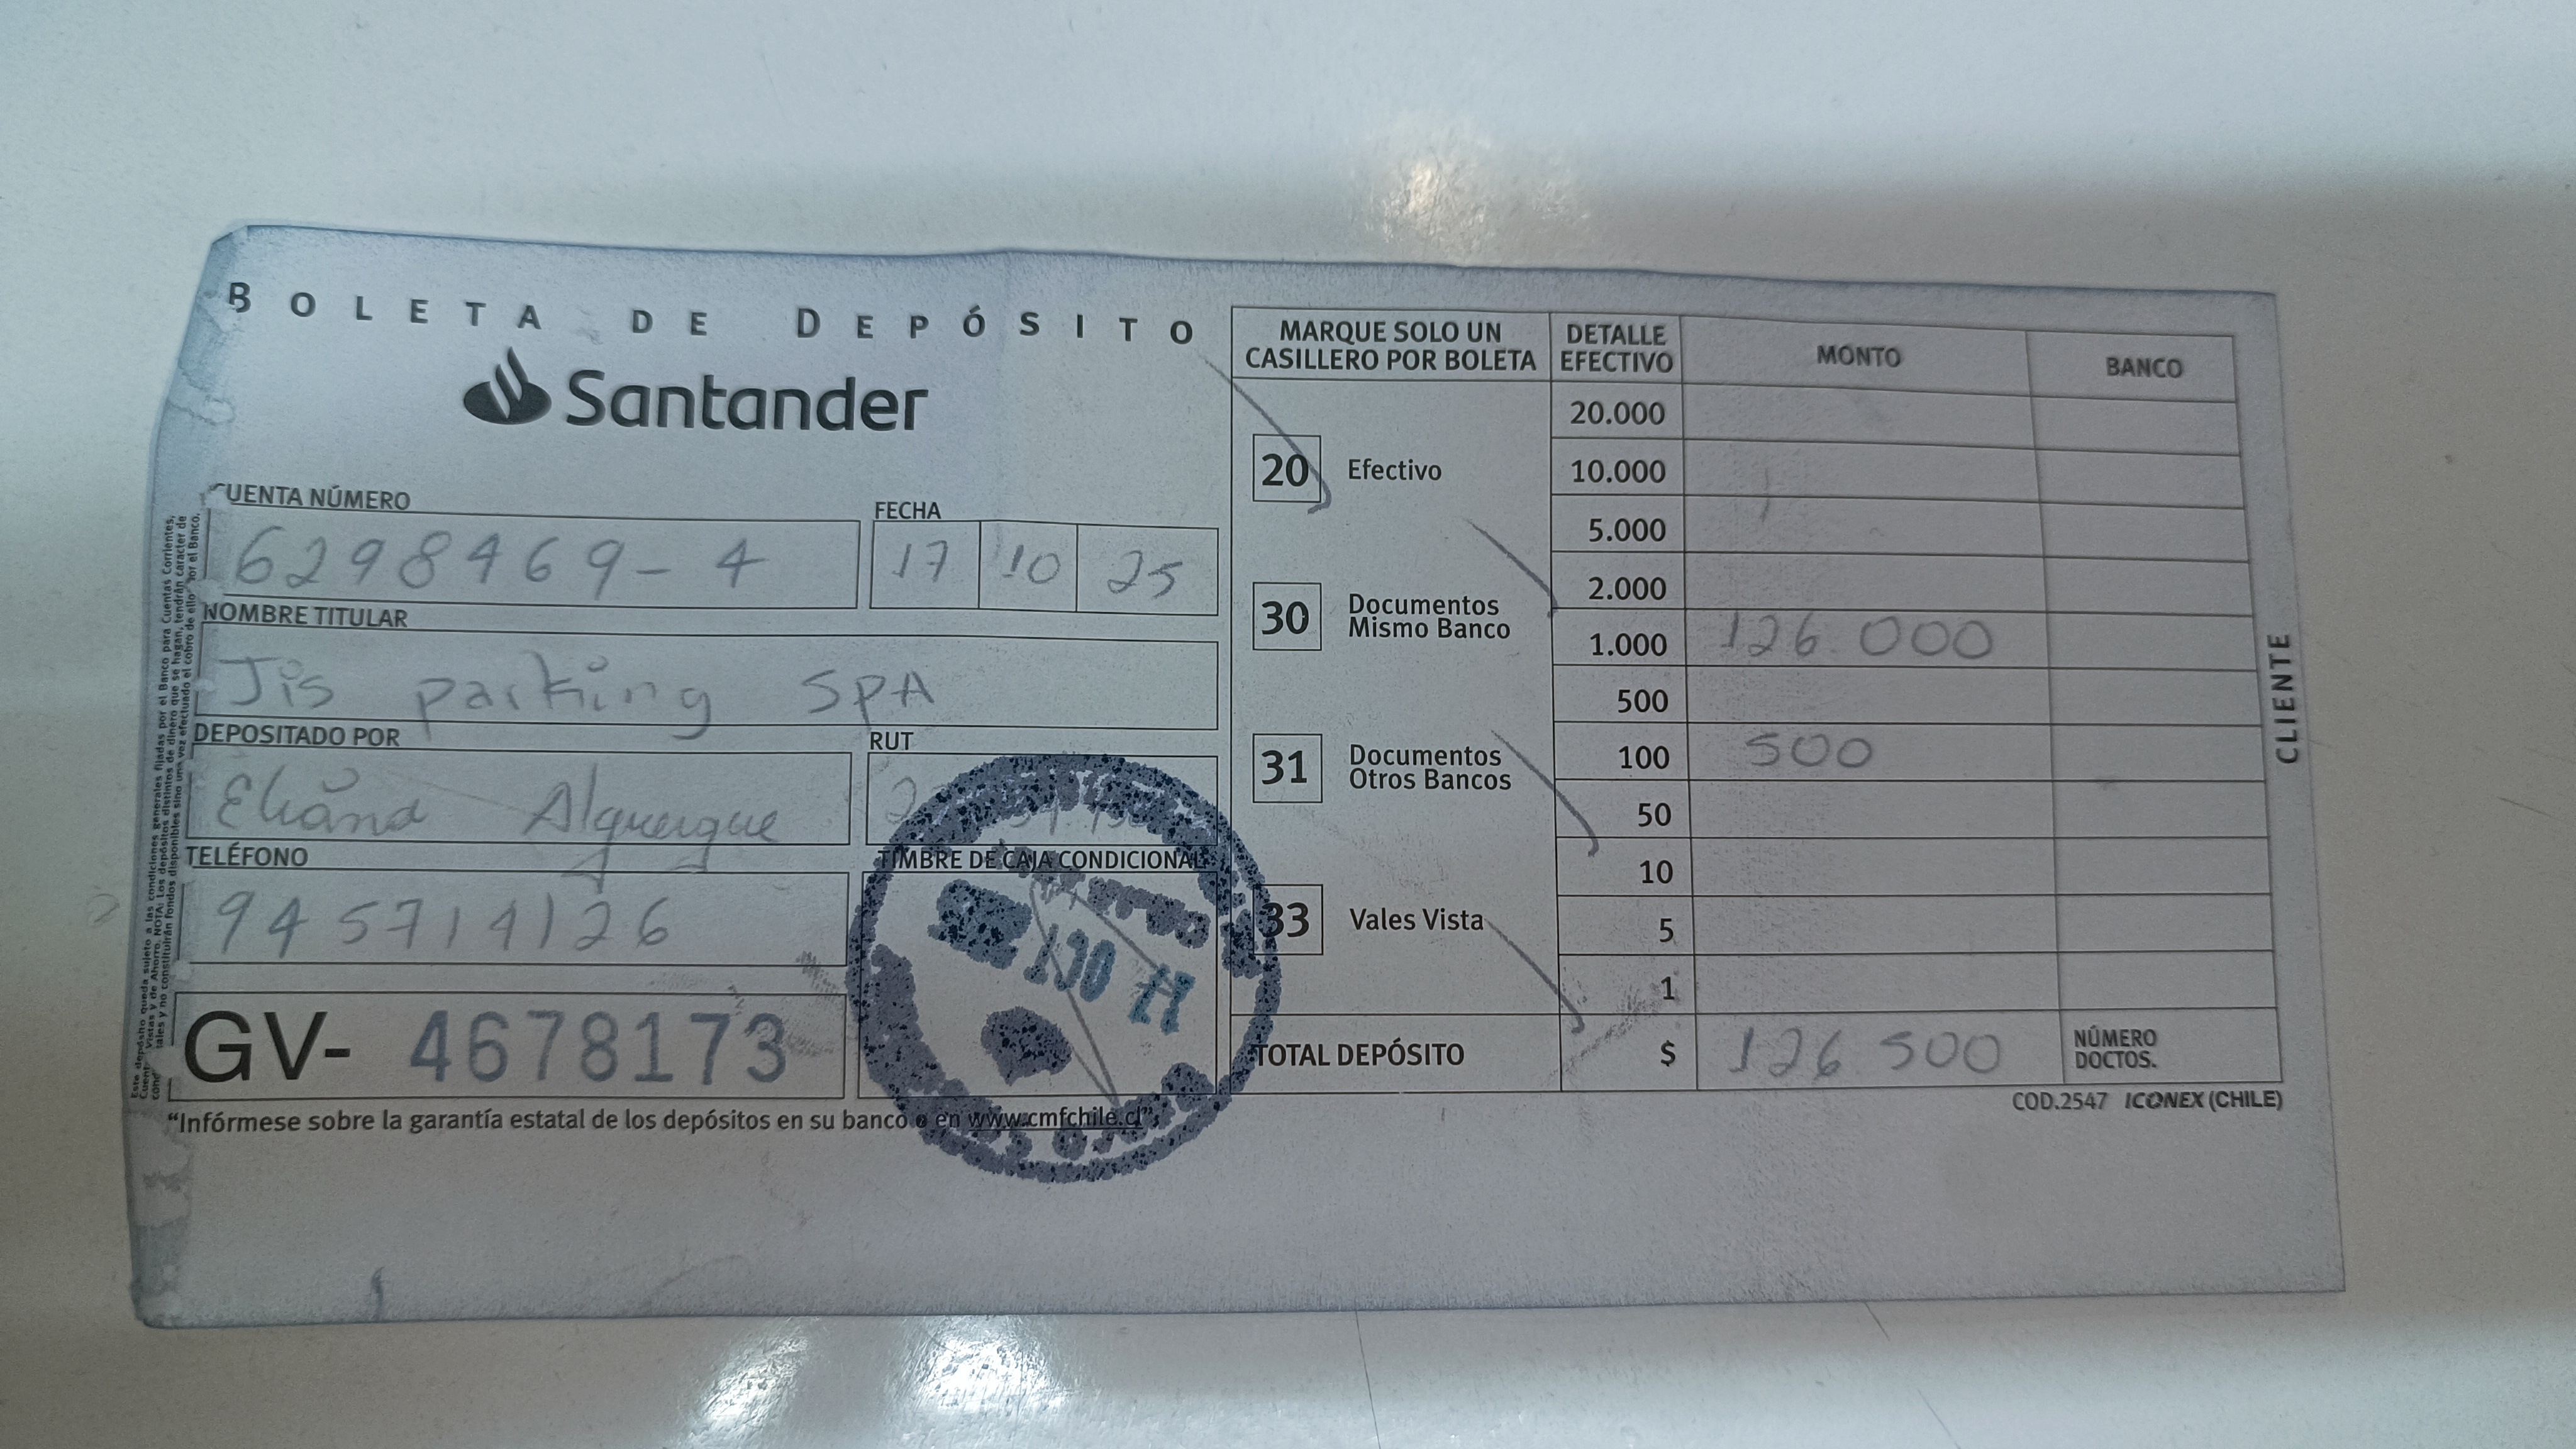 BOLETA DE DEPÓSITO
Santander
CUENTA NÚMERO
6298469-4
FECHA
17 10 25
NOMBRE TITULAR
Jis parking SPA
DEPOSITADO POR
Eliana Alquerque
RUT
TELÉFONO
945714126
TIMBRE DE CAJA CONDICIONAL
GV- 4678173
"Infórmese sobre la garantía estatal de los depósitos en su banco o en www.cmfchile.cl"
MARQUE SOLO UN CASILLERO POR BOLETA
20 Efectivo
30 Documentos Mismo Banco
31 Documentos Otros Bancos
33 Vales Vista
DETALLE EFECTIVO MONTO BANCO
20.000
10.000
5.000
2.000
1.000 126.000
500
100 500
50
10
5
1
TOTAL DEPÓSITO $ 126 500 NÚMERO DOCTOS.
COD.2547 ICONEX (CHILE)
CLIENTE